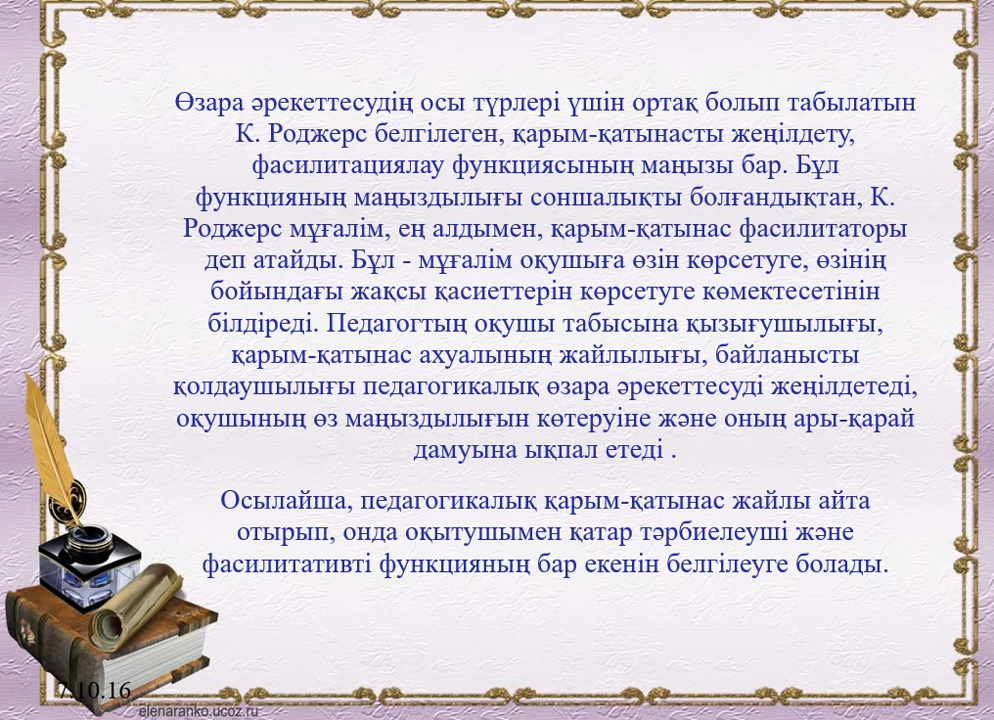 Өзара әрекеттесудің осы түрлері үшін ортақ болып табылатын
К. Роджерс белгілеген, қарым-қатынасты жеңілдету,
фасилитациялау функциясының маңызы бар. Бұл
функцияның маңыздылығы соншалықты болғандықтан, К.
Роджерс мұғалім, ең алдымен, қарым-қатынас фасилитаторы
деп атайды. Бұл - мұғалім оқушыға өзін көрсетуге, өзінің
бойындағы жақсы қасиеттерін көрсетуге көмектесетінін
білдіреді. Педагогтың оқушы табысына қызығушылығы,
қарым-қатынас ахуалының жайлылығы, байланысты
қолдаушылығы педагогикалық өзара әрекеттесуді жеңілдетеді,
оқушының өз маңыздылығын көтеруіне және оның ары-қарай
дамуына ықпал етеді .
Осылайша, педагогикалық қарым-қатынас жайлы айта
отырып, онда оқытушымен қатар тәрбиелеуші және
фасилитативті функцияның бар екенін белгілеуге болады.
7.10.16
elenaranko.ucoz.ru